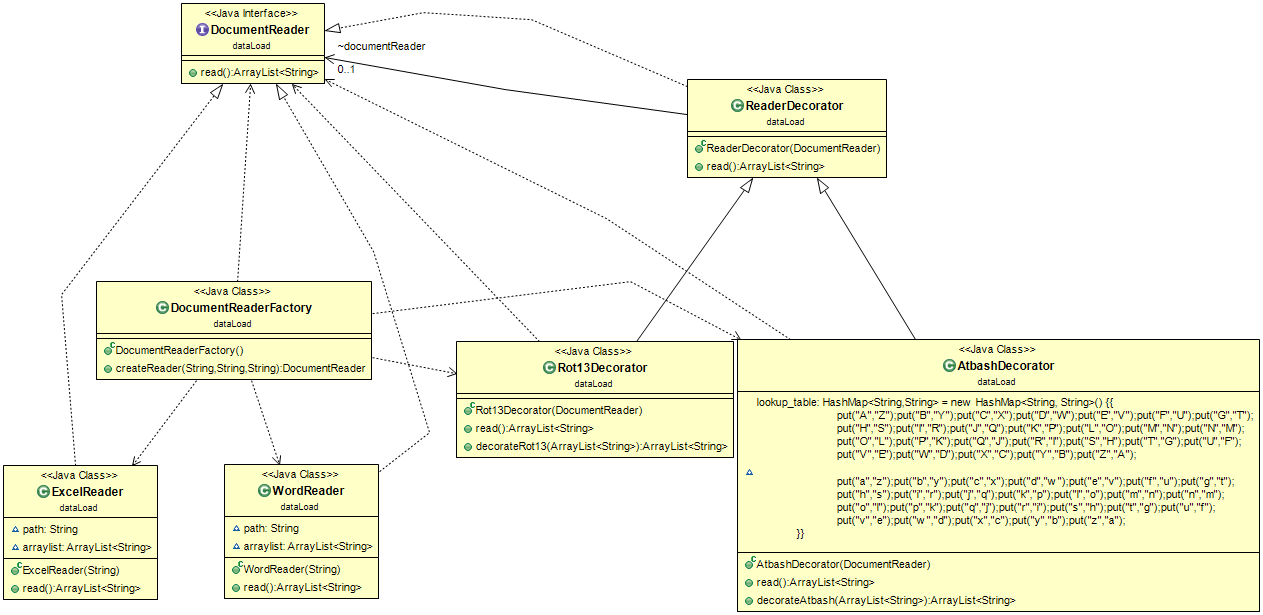 <<Java Interface>>
DocumentReader
dataLoad
read():ArrayList<String>
~documentReader
0..1
<<Java Class>>
ReaderDecorator
dataLoad
ReaderDecorator(DocumentReader)
read():ArrayList<String>
<<Java Class>>
DocumentReaderFactory
dataLoad
DocumentReaderFactory()
createReader(String,String,String):DocumentReader
<<Java Class>>
Rot13Decorator
dataLoad
Rot13Decorator(DocumentReader)
read():ArrayList<String>
decorateRot13(ArrayList<String>):ArrayList<String>
<<Java Class>>
AtbashDecorator
dataLoad
lookup_table: HashMap<String,String> = new HashMap<String, String>() {{
put("A","Z");put("B","Y");put("C","X");put("D","W");put("E","V");put("F","U");put("G","T");
put("H","S");put("I","R");put("J","Q");put("K","P");put("L","O");put("M","N");put("N","M");
put("O","L");put("P","K");put("Q","J");put("R","I");put("S","H");put("T","G");put("U","F");
put("V","E");put("W","D");put("X","C");put("Y","B");put("Z","A");
put("a","z");put("b","y");put("c","x");put("d","w");put("e","v");put("f","u");put("g","t");
put("h","s");put("i","r");put("j","q");put("k","p");put("l","o");put("m","n");put("n","m");
put("o","l");put("p","k");put("q","j");put("r","i");put("s","h");put("t","g");put("u","f");
put("v","e");put("w","d");put("x","c");put("y","b");put("z","a");
}}
AtbashDecorator(DocumentReader)
read():ArrayList<String>
decorateAtbash(ArrayList<String>):ArrayList<String>
<<Java Class>>
ExcelReader
dataLoad
path: String
arraylist: ArrayList<String>
ExcelReader(String)
read():ArrayList<String>
<<Java Class>>
WordReader
dataLoad
path: String
arraylist: ArrayList<String>
WordReader(String)
read():ArrayList<String>